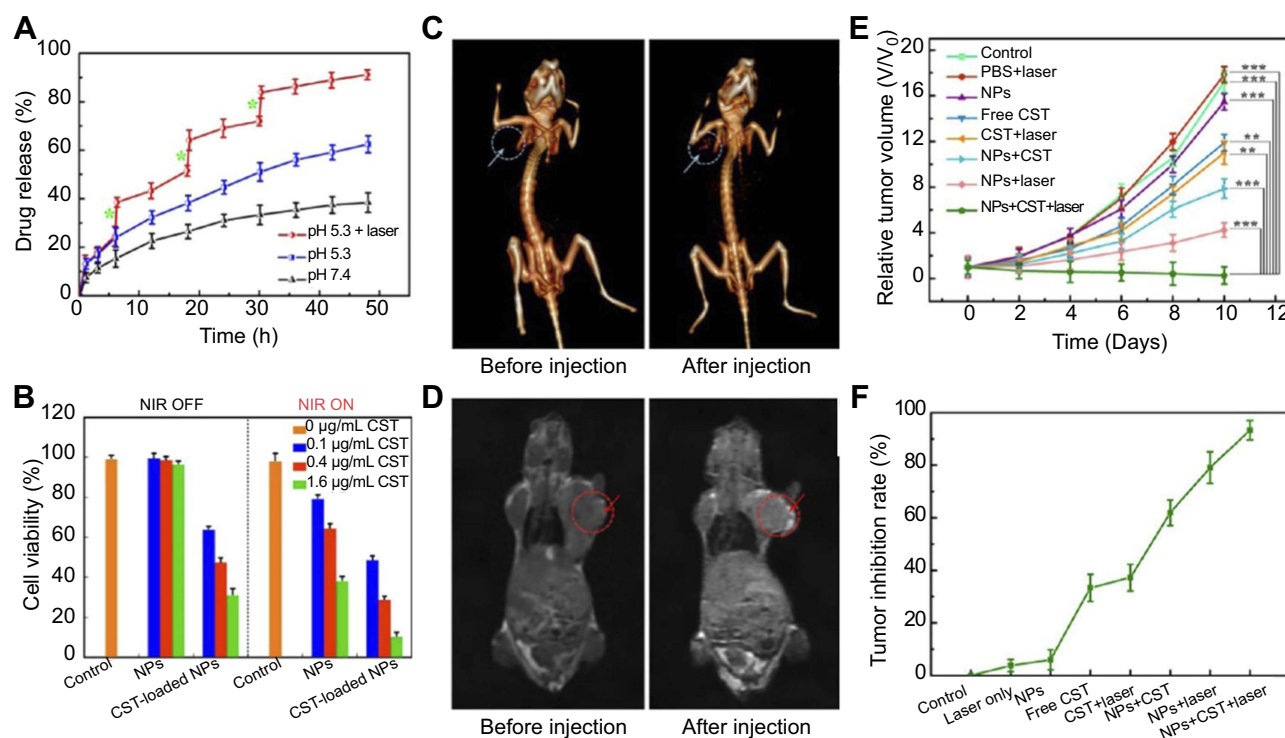 A
Drug release (%)
100
80
60
40
20
0
pH 5.3 + laser
pH 5.3
pH 7.4
* * *
0 10 20 30 40 50
Time (h)
B
Cell viability (%)
120
100
80
60
40
20
0
NIR OFF
NIR ON
0 µg/mL CST
0.1 µg/mL CST
0.4 µg/mL CST
1.6 µg/mL CST
Control
NPs
CST-loaded NPs
Control
NPs
CST-loaded NPs
C
Before injection
After injection
D
Before injection
After injection
E
Relative tumor volume (V/V0)
20
16
12
8
4
0
Control
PBS+laser
NPs
Free CST
CST+laser
NPs+CST
NPs+laser
NPs+CST+laser
***
***
***
**
**
***
***
0 2 4 6 8 10 12
Time (Days)
F
Tumor inhibition rate (%)
100
80
60
40
20
0
Control
Laser only
NPs
Free CST
CST+laser
NPs+CST
NPs+laser
NPs+CST+laser